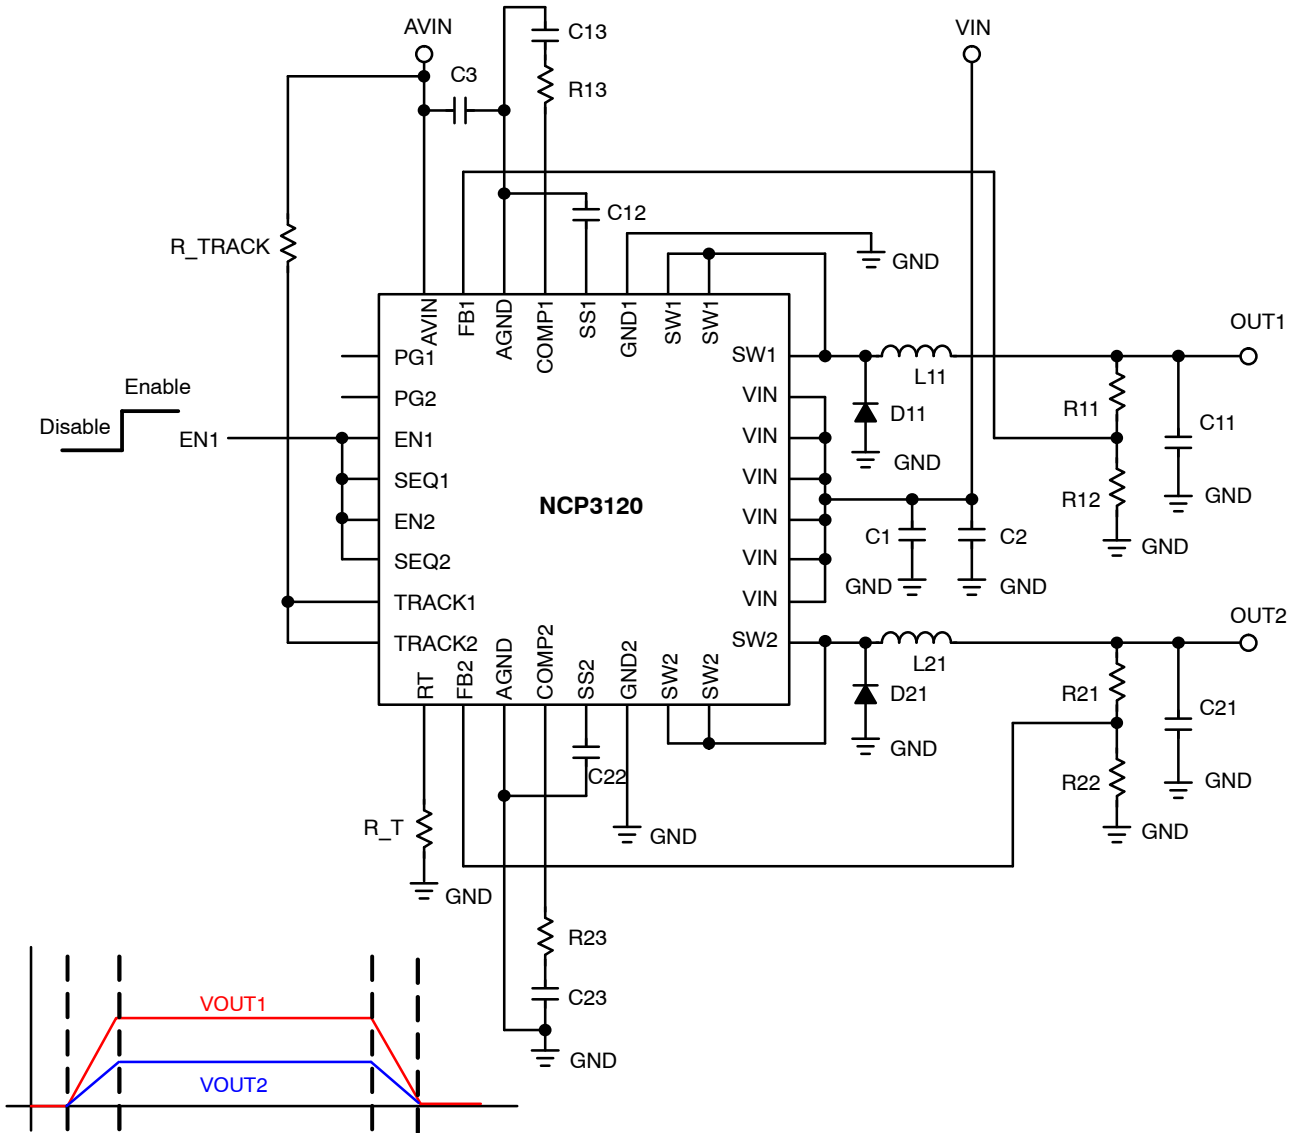 AVIN
VIN
C13
C3
R13
C12
R_TRACK
GND
AVIN
FB1
AGND
COMP1
SS1
GND1
SW1
SW1
OUT1
PG1
SW1
L11
Enable
PG2
VIN
R11
D11
C11
Disable
EN1
EN1
VIN
GND
SEQ1
VIN
R12
GND
NCP3120
EN2
VIN
C1
C2
GND
SEQ2
VIN
GND
GND
TRACK1
VIN
OUT2
TRACK2
SW2
L21
RT
FB2
AGND
COMP2
SS2
GND2
SW2
SW2
D21
R21
C21
GND
C22
R22
GND
R_T
GND
GND
GND
R23
C23
VOUT1
GND
VOUT2